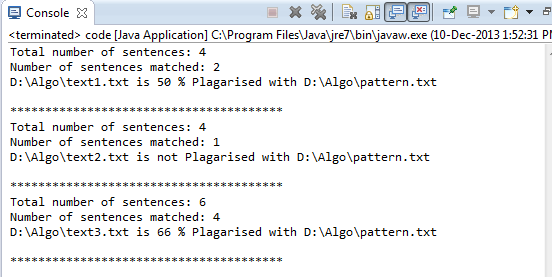 Console
<terminated> code [Java Application] C:\Program Files\Java\jre7\bin\javaw.exe (10-Dec-2013 1:52:31 PM
Total number of sentences: 4
Number of sentences matched: 2
D:\Algo\text1.txt is 50 % Plagarised with D:\Algo\pattern.txt
***************************************
Total number of sentences: 4
Number of sentences matched: 1
D:\Algo\text2.txt is not Plagarised with D:\Algo\pattern.txt
***************************************
Total number of sentences: 6
Number of sentences matched: 4
D:\Algo\text3.txt is 66 % Plagarised with D:\Algo\pattern.txt
***************************************